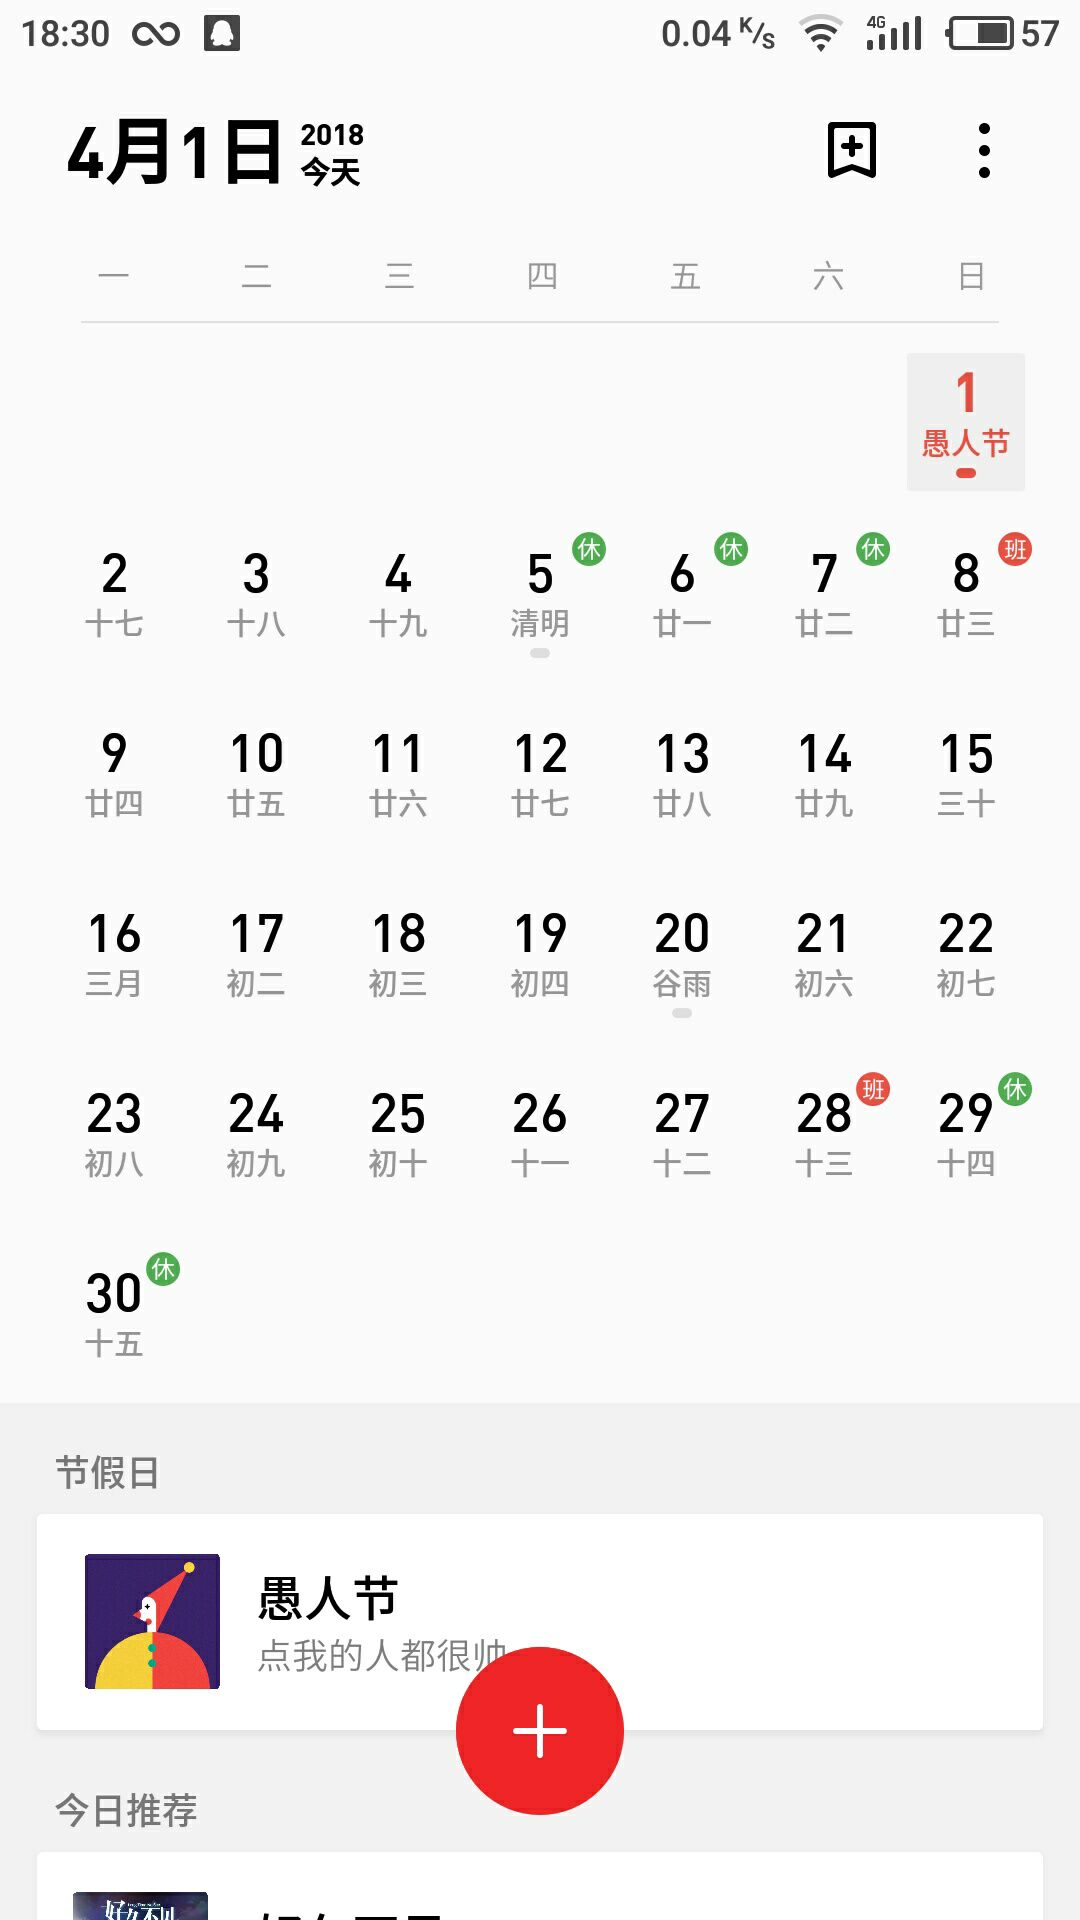 18:30 0.04 K/s 4G 57
4月1日 2018 今天
一 二 三 四 五 六 日
1
愚人节
2 3 4 5 休 6 休 7 休 8 班
十七 十八 十九 清明 廿一 廿二 廿三
9 10 11 12 13 14 15
廿四 廿五 廿六 廿七 廿八 廿九 三十
16 17 18 19 20 21 22
三月 初二 初三 初四 谷雨 初六 初七
23 24 25 26 27 28 班 29 休
初八 初九 初十 十一 十二 十三 十四
30 休
十五
节假日
愚人节
点我的人都很帅
今日推荐
好久不见